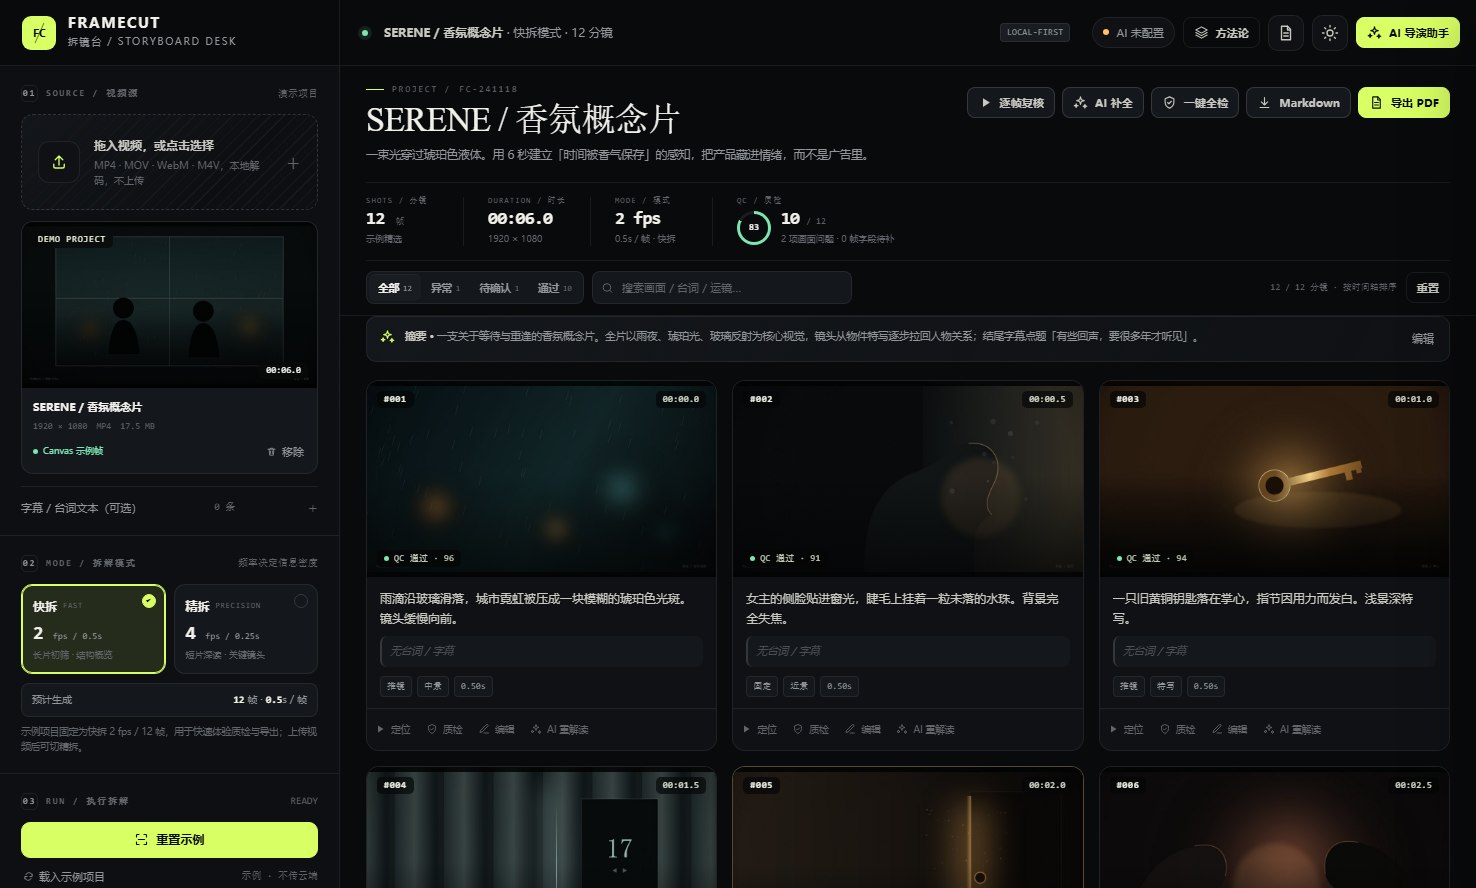 FC
FRAMECUT
拆镜台 / STORYBOARD DESK
SERENE / 香氛概念片 · 快拆模式 · 12 分镜
LOCAL-FIRST
AI 未配置
方法论
AI 导演助手
01 SOURCE / 视频源
演示项目
拖入视频，或点击选择
MP4 · MOV · WebM · M4V，本地解
码，不上传
DEMO PROJECT
00:06.0
SERENE / 香氛概念片
1920 × 1080 MP4 17.5 MB
Canvas 示例帧
移除
字幕 / 台词文本（可选）
0 条
02 MODE / 拆解模式
频率决定信息密度
快拆 FAST
2 fps / 0.5s
长片初筛 · 结构概览
精拆 PRECISION
4 fps / 0.25s
短片深读 · 关键镜头
预计生成
12 帧 · 0.5s / 帧
示例项目固定为快拆 2 fps / 12 帧，用于快速体验质检与导出；上传视
频后可切精拆。
03 RUN / 执行拆解
READY
重置示例
载入示例项目
示例 · 不传云端
PROJECT / FC-241118
SERENE / 香氛概念片
一束光穿过琥珀色液体。用 6 秒建立「时间被香气保存」的感知，把产品藏进情绪，而不是广告里。
逐帧复核
AI 补全
一键全检
Markdown
导出 PDF
SHOTS / 分镜
12 帧
示例精选
DURATION / 时长
00:06.0
1920 × 1080
MODE / 模式
2 fps
0.5s / 帧 · 快拆
QC / 质检
83
10 / 12
2 项画面问题 · 0 帧字段待补
全部 12
异常 1
待确认 1
通过 10
搜索画面 / 台词 / 运镜…
12 / 12 分镜 · 按时间轴排序
重置
摘要 • 一支关于等待与重逢的香氛概念片。全片以雨夜、琥珀光、玻璃反射为核心视觉，镜头从物件特写逐步拉回人物关系；结尾字幕点题「有些回声，要很多年才听见」。
编辑
#001
00:00.0
QC 通过 · 96
雨滴沿玻璃滑落，城市霓虹被压成一块模糊的琥珀色光斑。
镜头缓慢向前。
无台词 / 字幕
推镜
中景
0.50s
定位
质检
编辑
AI 重解读
#002
00:00.5
QC 通过 · 91
女主的侧脸贴进窗光，睫毛上挂着一粒未落的水珠。背景完
全失焦。
无台词 / 字幕
固定
近景
0.50s
定位
质检
编辑
AI 重解读
#003
00:01.0
QC 通过 · 94
一只旧黄铜钥匙落在掌心，指节因用力而发白。浅景深特
写。
无台词 / 字幕
推镜
特写
0.50s
定位
质检
编辑
AI 重解读
#004
00:01.5
17
#005
00:02.0
#006
00:02.5